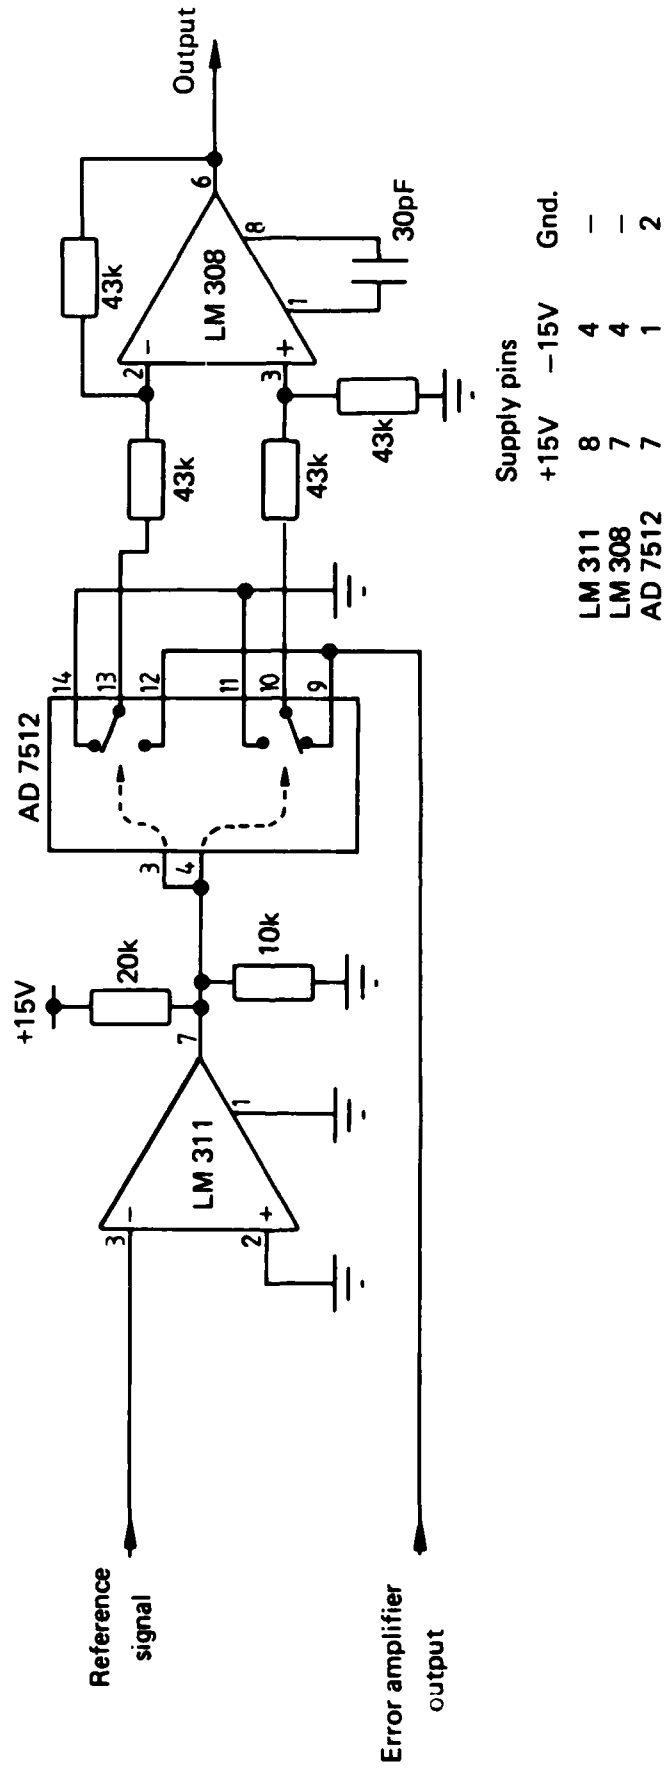 Reference
signal
Error amplifier
output
3
2
−
+
LM 311
1
7
+15V
20k
10k
AD 7512
3
4
14
13
12
11
10
9
43k
43k
43k
2
3
−
+
LM 308
1
8
30pF
43k
6
Output
Supply pins
+15V −15V Gnd.
LM 311 8 4 −
LM 308 7 4 −
AD 7512 7 1 2